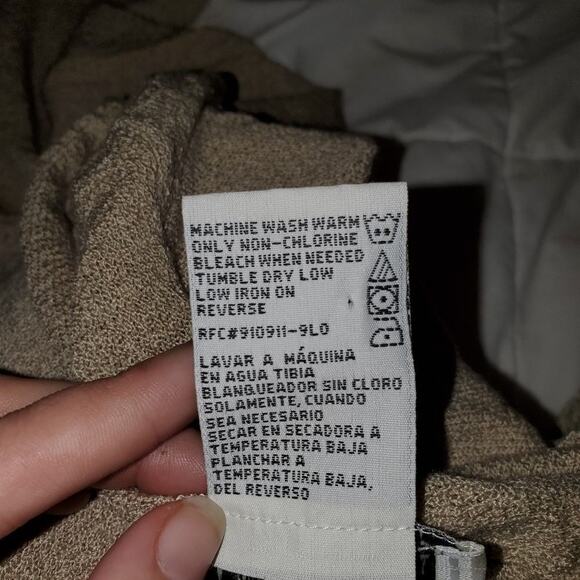 MACHINE WASH WARM
ONLY NON-CHLORINE
BLEACH WHEN NEEDED
TUMBLE DRY LOW
LOW IRON ON
REVERSE
RFC#910911-9L0
LAVAR A MÁQUINA
EN AGUA TIBIA
BLANQUEADOR SIN CLORO
SOLAMENTE, CUANDO
SEA NECESARIO
SECAR EN SECADORA A
TEMPERATURA BAJA
PLANCHAR A
TEMPERATURA BAJA,
DEL REVERSO